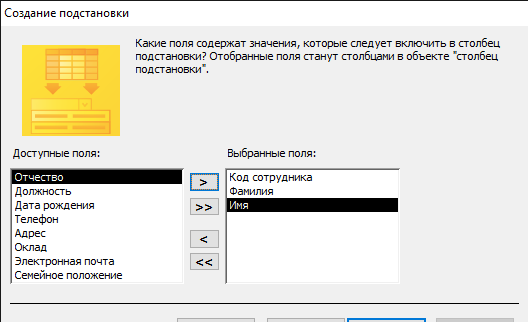 Создание подстановки
Какие поля содержат значения, которые следует включить в столбец
подстановки? Отобранные поля станут столбцами в объекте "столбец
подстановки".
Доступные поля:
Выбранные поля:
Отчество
Должность
Дата рождения
Телефон
Адрес
Оклад
Электронная почта
Семейное положение
>
>>
<
<<
Код сотрудника
Фамилия
Имя